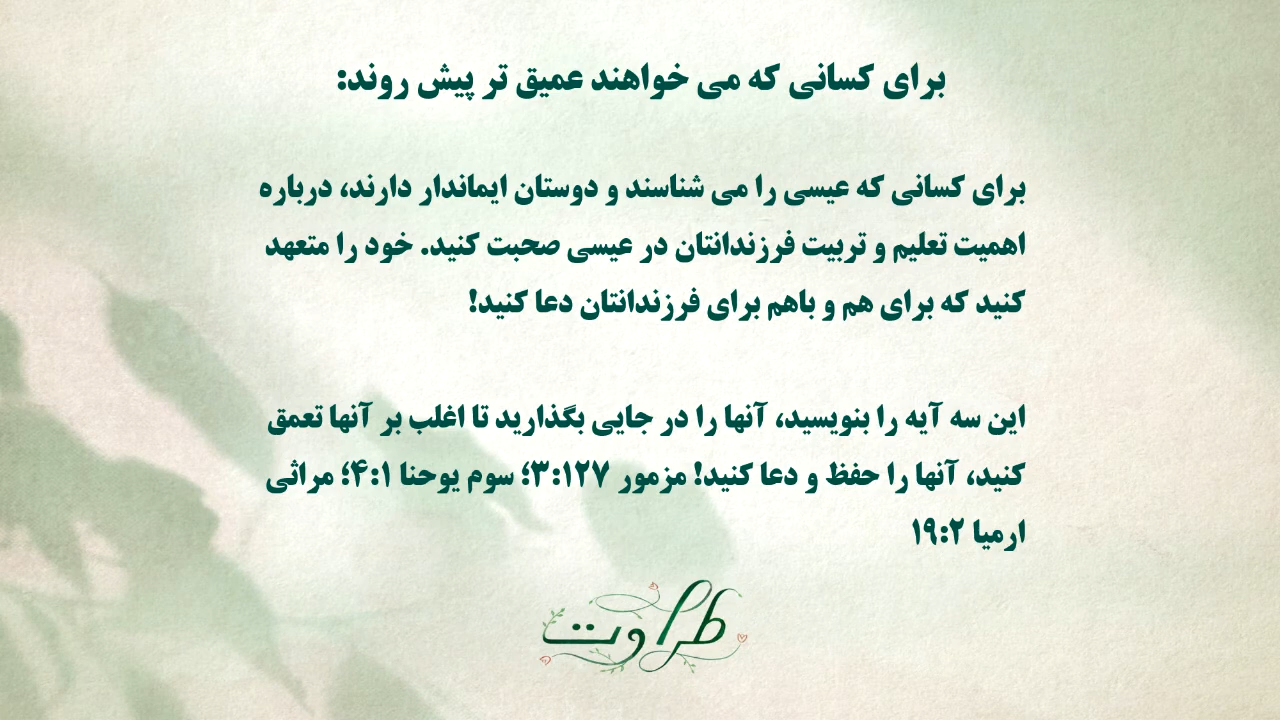 برای کسانی که می خواهند عمیق تر پیش روند:
برای کسانی که عیسی را می شناسند و دوستان ایماندار دارند، درباره
اهمیت تعلیم و تربیت فرزندانتان در عیسی صحبت کنید. خود را متعهد
کنید که برای هم و باهم برای فرزندانتان دعا کنید!
این سه آیه را بنویسید، آنها را در جایی بگذارید تا اغلب بر آنها تعمق
کنید، آنها را حفظ و دعا کنید! مزمور ۳:۱۲۷؛ سوم یوحنا ۴:۱؛ مراثی
ارمیا ۱۹:۲
طراوت